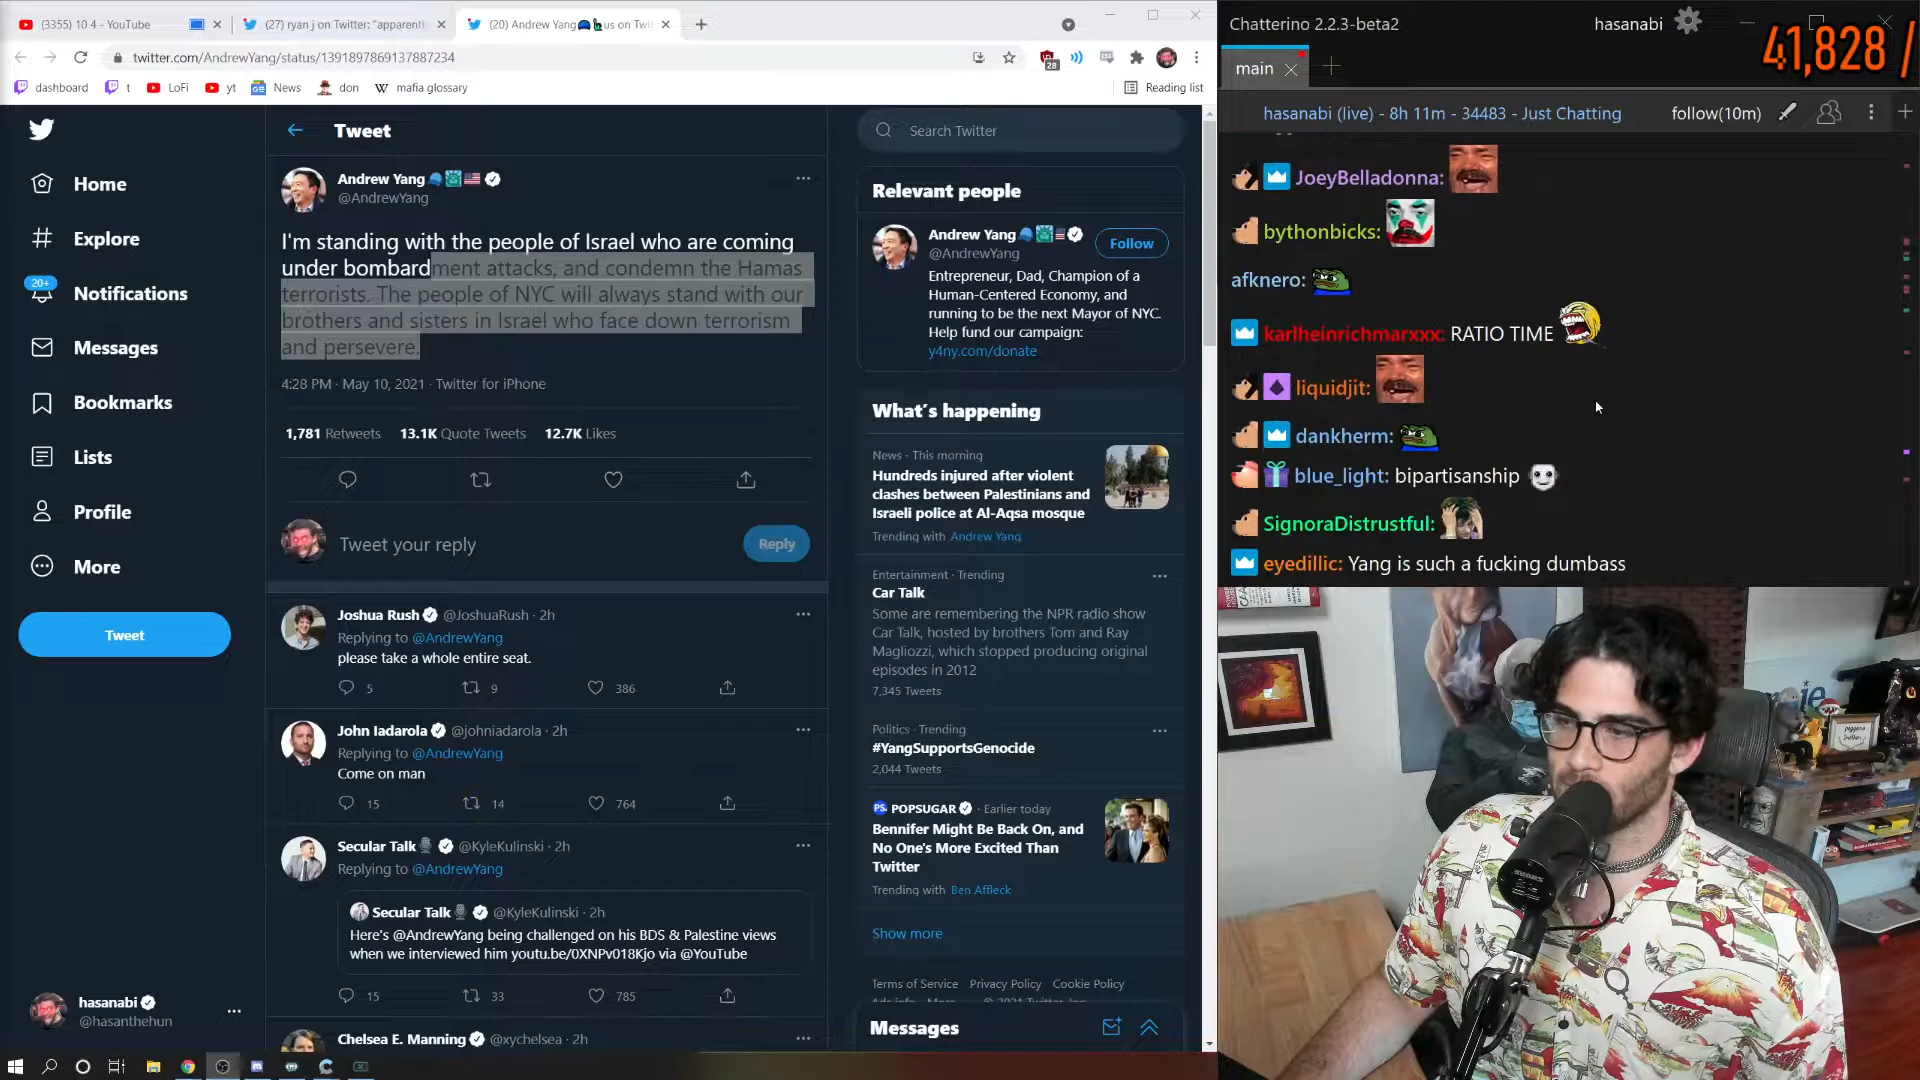 (3355) 10 4 - YouTube
(27) ryan j on Twitter: "apparentl
(20) Andrew Yang us on Twi
twitter.com/AndrewYang/status/1391897869137887234
28
dashboard
t
LoFi
yt
News
don
mafia glossary
Reading list
Home
Explore
20+
Notifications
Messages
Bookmarks
Lists
Profile
More
Tweet
hasanabi
@hasanthehun
Tweet
Andrew Yang
@AndrewYang
I'm standing with the people of Israel who are coming
under bombardment attacks, and condemn the Hamas
terrorists. The people of NYC will always stand with our
brothers and sisters in Israel who face down terrorism
and persevere.
4:28 PM · May 10, 2021 · Twitter for iPhone
1,781 Retweets 13.1K Quote Tweets 12.7K Likes
Tweet your reply
Reply
Joshua Rush @JoshuaRush · 2h
Replying to @AndrewYang
please take a whole entire seat.
5 9 386
John Iadarola @johniadarola · 2h
Replying to @AndrewYang
Come on man
15 14 764
Secular Talk @KyleKulinski · 2h
Replying to @AndrewYang
Secular Talk @KyleKulinski · 2h
Here's @AndrewYang being challenged on his BDS & Palestine views
when we interviewed him youtu.be/0XNPv018Kjo via @YouTube
15 33 785
Chelsea E. Manning @xychelsea · 2h
Search Twitter
Relevant people
Andrew Yang
@AndrewYang
Follow
Entrepreneur, Dad, Champion of a
Human-Centered Economy, and
running to be the next Mayor of NYC.
Help fund our campaign:
y4ny.com/donate
What's happening
News · This morning
Hundreds injured after violent
clashes between Palestinians and
Israeli police at Al-Aqsa mosque
Trending with Andrew Yang
Entertainment · Trending
Car Talk
Some are remembering the NPR radio show
Car Talk, hosted by brothers Tom and Ray
Magliozzi, which stopped producing original
episodes in 2012
7,345 Tweets
Politics · Trending
#YangSupportsGenocide
2,044 Tweets
POPSUGAR · Earlier today
Bennifer Might Be Back On, and
No One's More Excited Than
Twitter
Trending with Ben Affleck
Show more
Terms of Service Privacy Policy Cookie Policy
Ads info More © 2021 Twitter, Inc.
Messages
Chatterino 2.2.3-beta2
hasanabi
41,828 /
main
hasanabi (live) - 8h 11m - 34483 - Just Chatting
follow(10m)
JoeyBelladonna:
bythonbicks:
afknero:
karlheinrichmarxxx: RATIO TIME
liquidjit:
dankherm:
blue_light: bipartisanship
SignoraDistrustful:
eyedillic: Yang is such a fucking dumbass